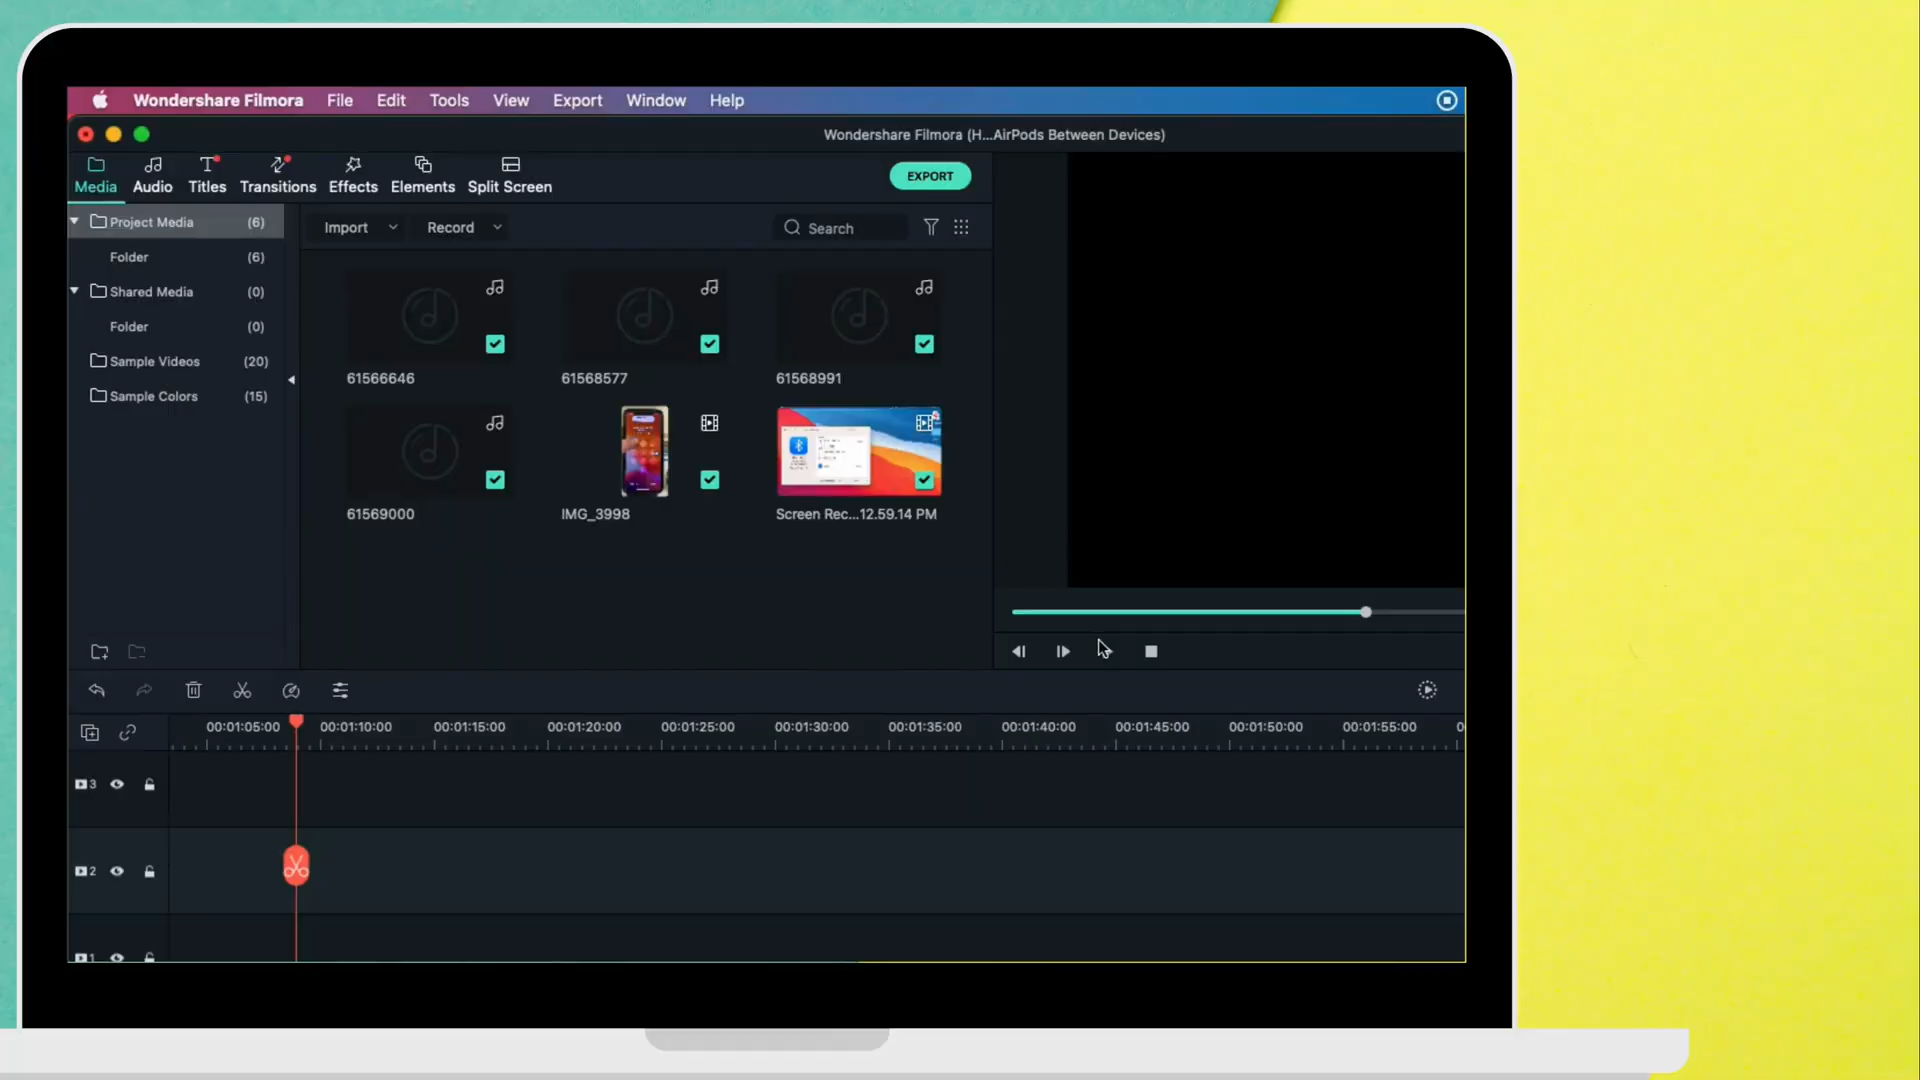 Wondershare Filmora File Edit Tools View Export Window Help
Wondershare Filmora (H...AirPods Between Devices)
Media Audio Titles Transitions Effects Elements Split Screen
EXPORT
Project Media (6)
Import Record Search
Folder (6)
Shared Media (0)
Folder (0)
Sample Videos (20)
Sample Colors (15)
61566646 61568577 61568991
61569000 IMG_3998 Screen Rec...12.59.14 PM
00:01:05:00 00:01:10:00 00:01:15:00 00:01:20:00 00:01:25:00 00:01:30:00 00:01:35:00 00:01:40:00 00:01:45:00 00:01:50:00 00:01:55:00 0
3
2
1